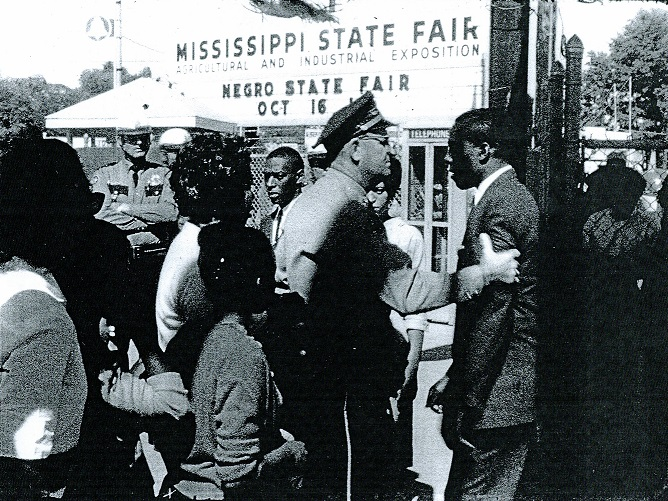 MISSISSIPPI STATE FAIR
AGRICULTURAL AND INDUSTRIAL EXPOSITION
NEGRO STATE FAIR
OCT 16
TELEPHONE